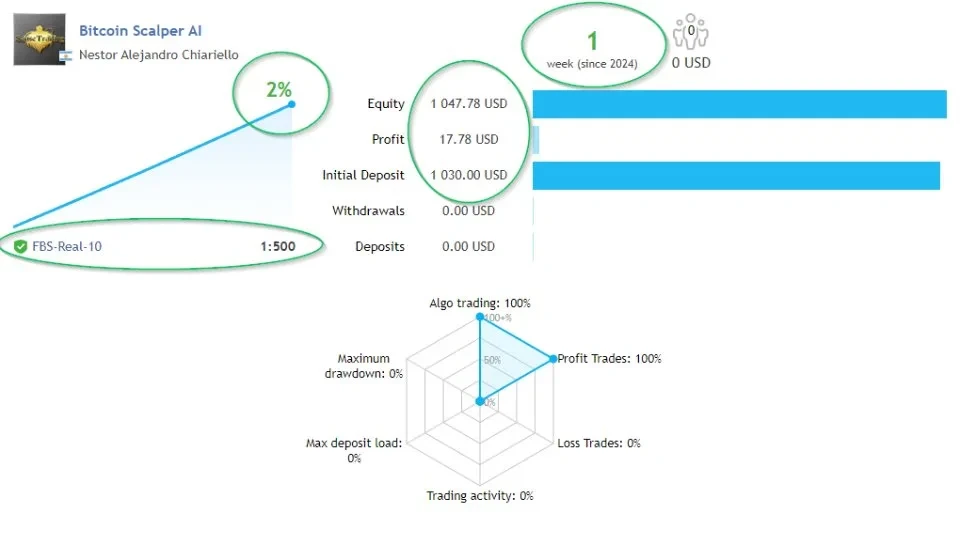 Bitcoin Scalper AI
Nestor Alejandro Chiariello
2%
FBS-Real-10 1:500
1
week (since 2024)
0
0 USD
Equity 1 047.78 USD
Profit 17.78 USD
Initial Deposit 1 030.00 USD
Withdrawals 0.00 USD
Deposits 0.00 USD
Algo trading: 100%
100+%
Maximum
drawdown: 0%
50%
Profit Trades: 100%
0%
Max deposit load:
0%
Loss Trades: 0%
Trading activity: 0%